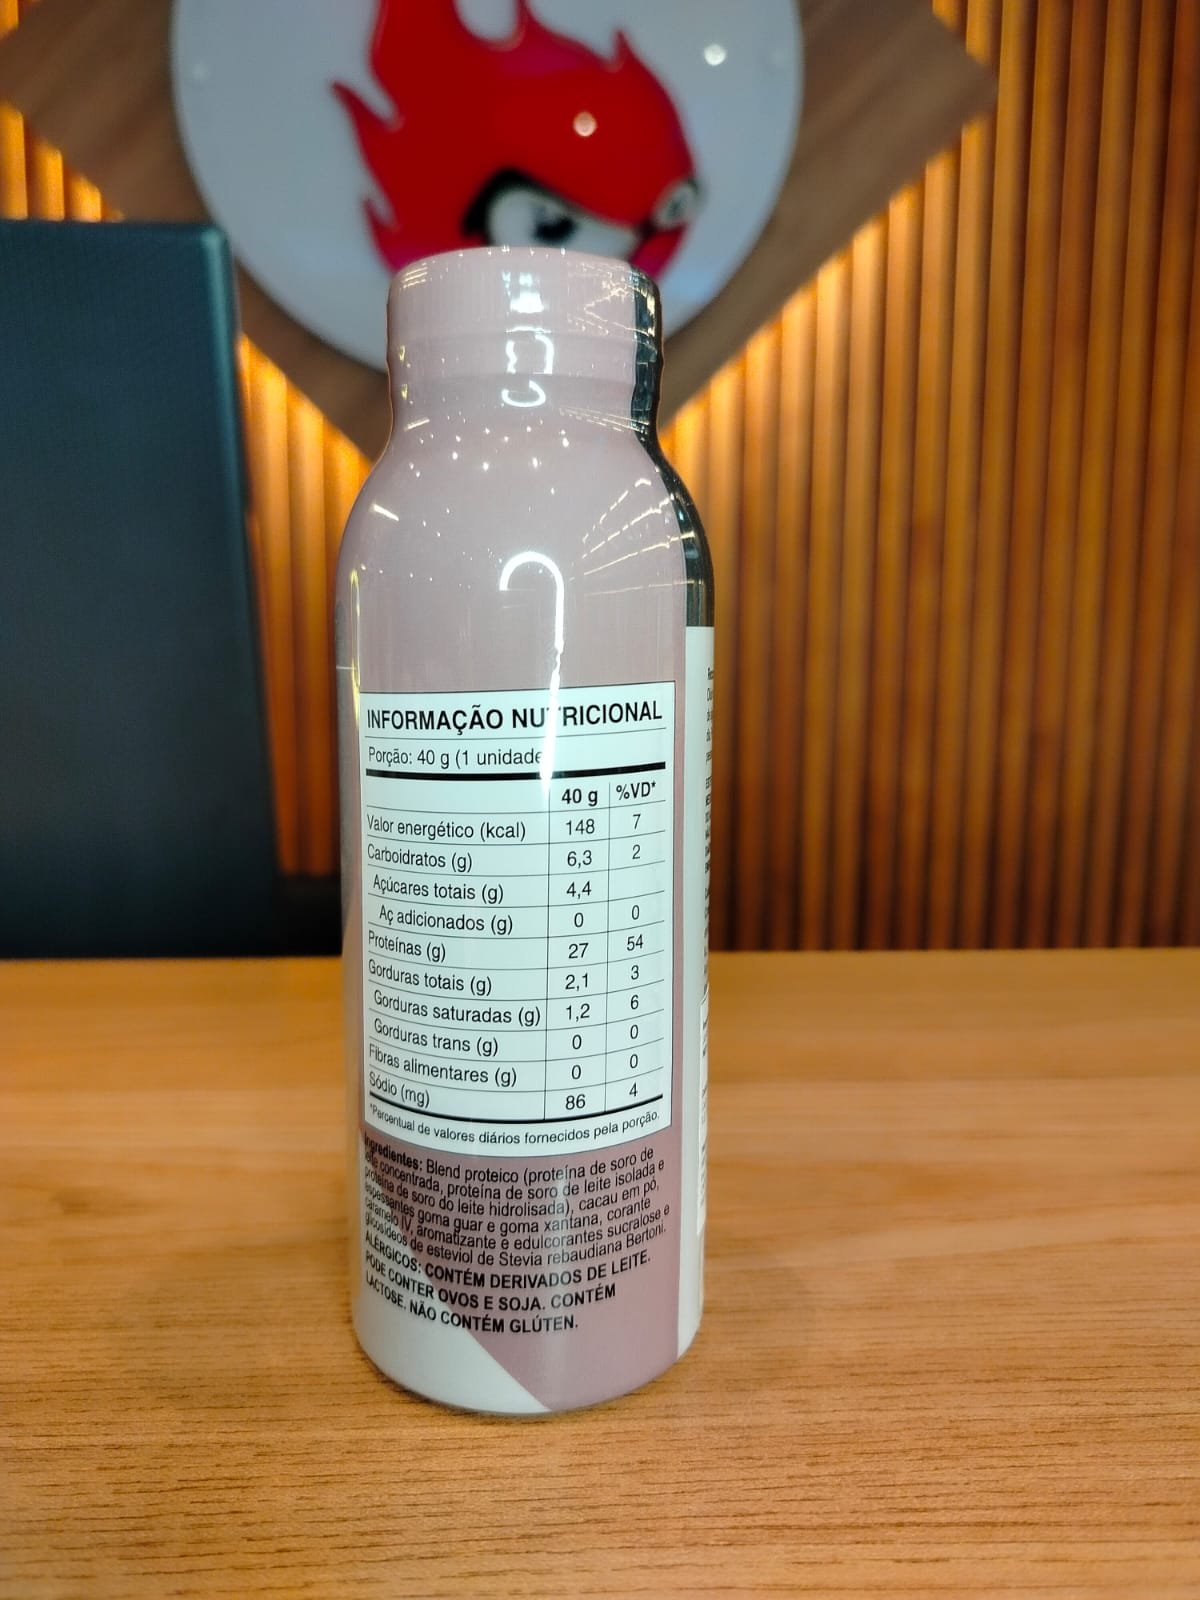 INFORMAÇÃO NUTRICIONAL
Porção: 40 g (1 unidade
40 g %VD*
Valor energético (kcal) 148 7
Carboidratos (g) 6,3 2
Açúcares totais (g) 4,4
Aç adicionados (g) 0 0
Proteínas (g) 27 54
Gorduras totais (g) 2,1 3
Gorduras saturadas (g) 1,2 6
Gorduras trans (g) 0 0
Fibras alimentares (g) 0 0
Sódio (mg) 86 4
*Percentual de valores diários fornecidos pela porção.
Ingredientes: Blend proteico (proteína de soro de
leite concentrada, proteína de soro de leite isolada e
proteína de soro do leite hidrolisada), cacau em pó,
espessantes goma guar e goma xantana, corante
caramelo IV, aromatizante e edulcorantes sucralose e
glicosídeos de esteviol de Stevia rebaudiana Bertoni.
ALÉRGICOS: CONTÉM DERIVADOS DE LEITE.
PODE CONTER OVOS E SOJA. CONTÉM
LACTOSE. NÃO CONTÉM GLÚTEN.